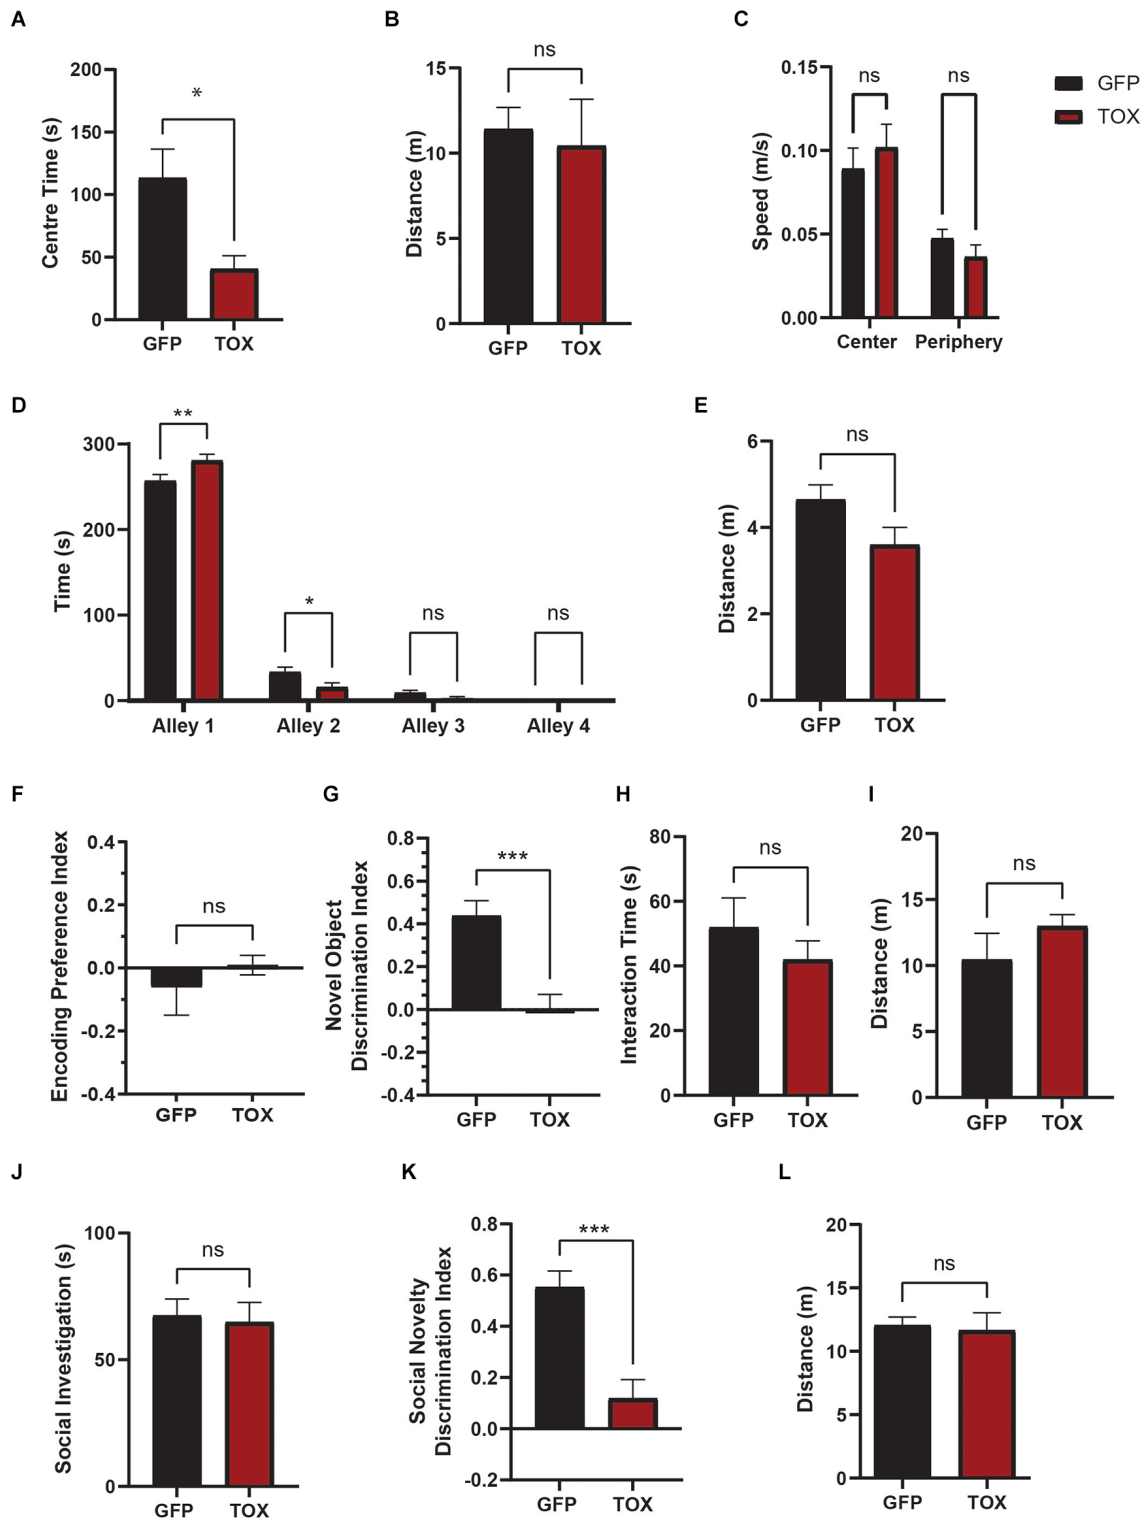 A
Centre Time (s)
200
150
100
50
0
*
GFP TOX
B
Distance (m)
15
10
5
0
ns
GFP TOX
C
Speed (m/s)
0.15
0.10
0.05
0.00
ns ns
Center Periphery
GFP
TOX
D
Time (s)
300
200
100
0
** * ns ns
Alley 1 Alley 2 Alley 3 Alley 4
E
Distance (m)
6
4
2
0
ns
GFP TOX
F
Encoding Preference Index
0.4
0.2
0.0
-0.2
-0.4
ns
GFP TOX
G
Novel Object
Discrimination Index
0.8
0.6
0.4
0.2
0.0
-0.2
-0.4
***
GFP TOX
H
Interaction Time (s)
80
60
40
20
0
ns
GFP TOX
I
Distance (m)
20
15
10
5
0
ns
GFP TOX
J
Social Investigation (s)
100
50
0
ns
GFP TOX
K
Social Novelty
Discrimination Index
0.8
0.6
0.4
0.2
0.0
-0.2
***
GFP TOX
L
Distance (m)
20
15
10
5
0
ns
GFP TOX